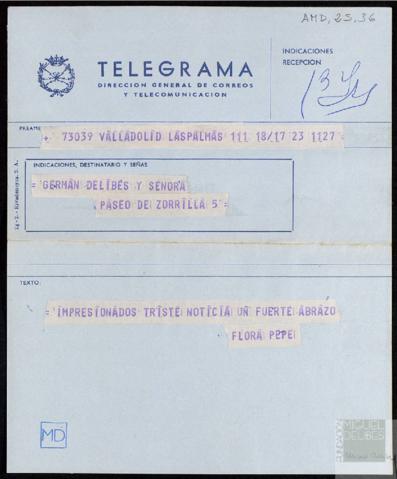 AMD, 25, 36
TELEGRAMA
DIRECCION GENERAL DE CORREOS
Y TELECOMUNICACION
INDICACIONES
RECEPCION
PREAMB
+ 73039 VALLADOLID LASPALMAS 111 18/17 23 1127 =
INDICACIONES, DESTINATARIO Y SEÑAS
= GERMAN DELIBES Y SEÑORA
PASEO DE ZORRILLA 5 =
TEXTO:
= IMPRESIONADOS TRISTE NOTICIA UN FUERTE ABRAZO
FLORA PEPE
MD
FUNDACIÓN
MIGUEL
DELIBES